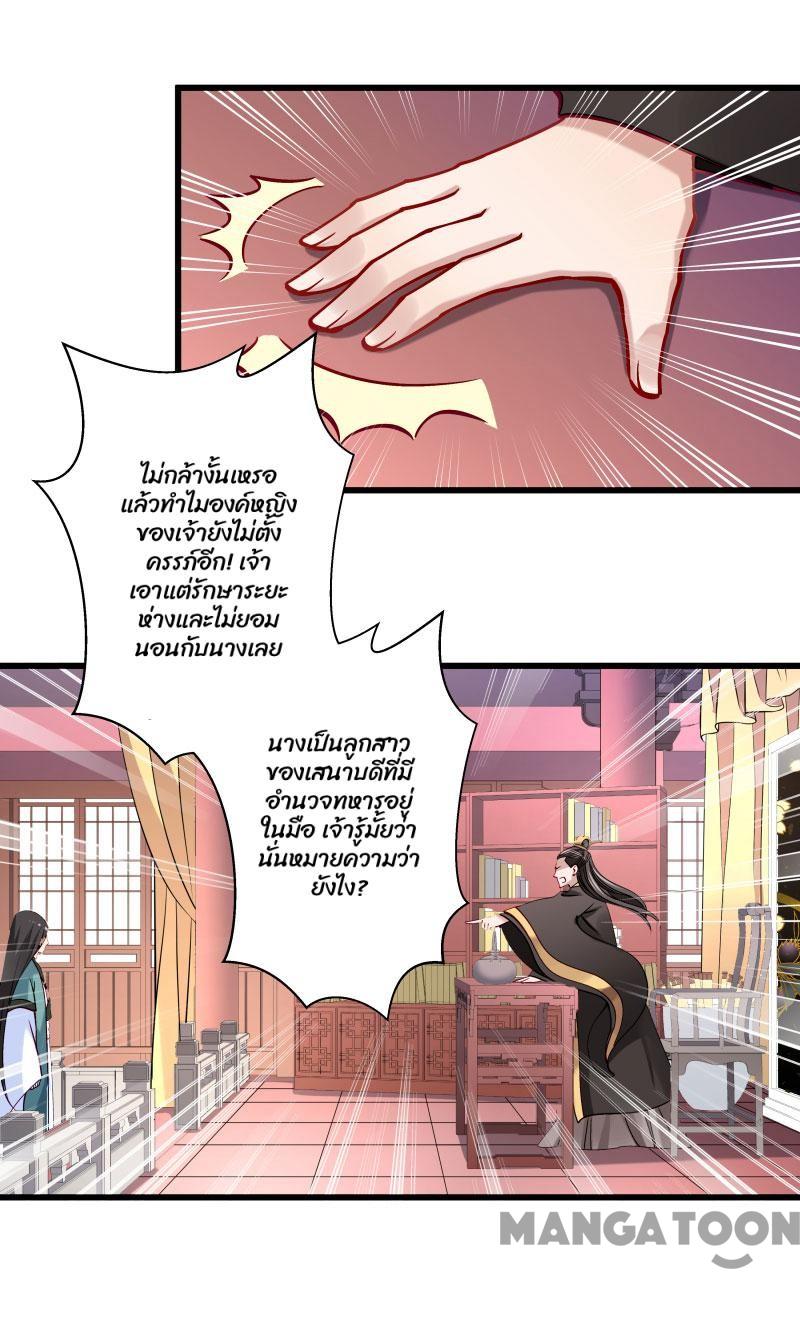 ไม่กล้างั้นเหรอ
แล้วทำไมองค์หญิง
ของเจ้ายังไม่ตั้ง
ครรภ์อีก! เจ้า
เอาแต่รักษาระยะ
ห่างและไม่ยอม
นอนกับนางเลย
นางเป็นลูกสาว
ของเสนาบดีที่มี
อำนวจทหารอยู่
ในมือ เจ้ารู้มั้ยว่า
นั่นหมายความว่า
ยังไง?
MANGATOON